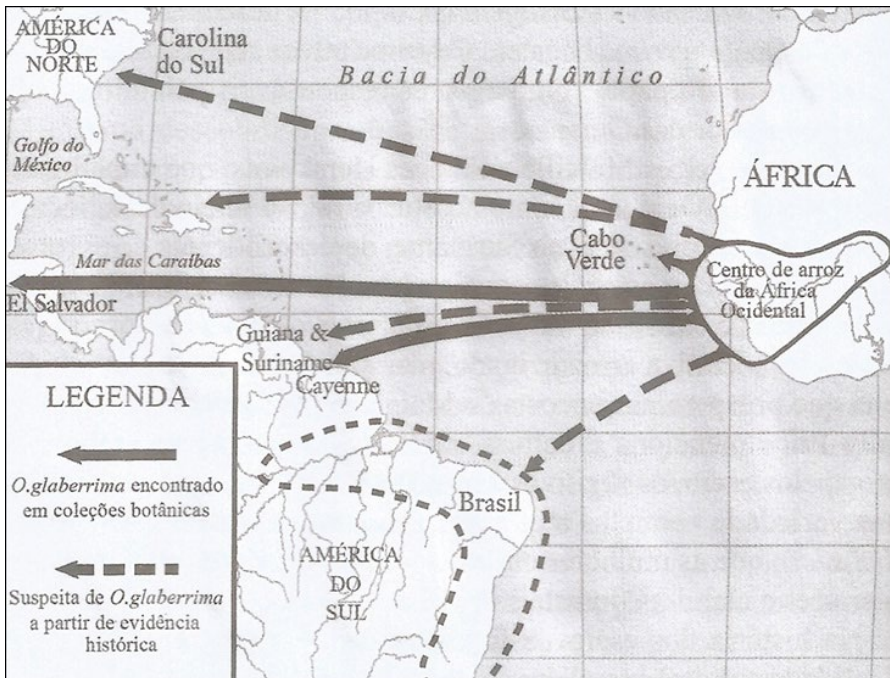 AMÉRICA
DO
NORTE
Carolina
do Sul
Bacia do Atlântico
Golfo do
México
ÁFRICA
Cabo
Verde
Mar das Caraíbas
Centro de arroz
da África
Ocidental
El Salvador
Guiana &
Suriname
Cayenne
LEGENDA
O.glaberrima encontrado
em coleções botânicas
Brasil
AMÉRICA
DO
SUL
Suspeita de O.glaberrima
a partir de evidência
histórica